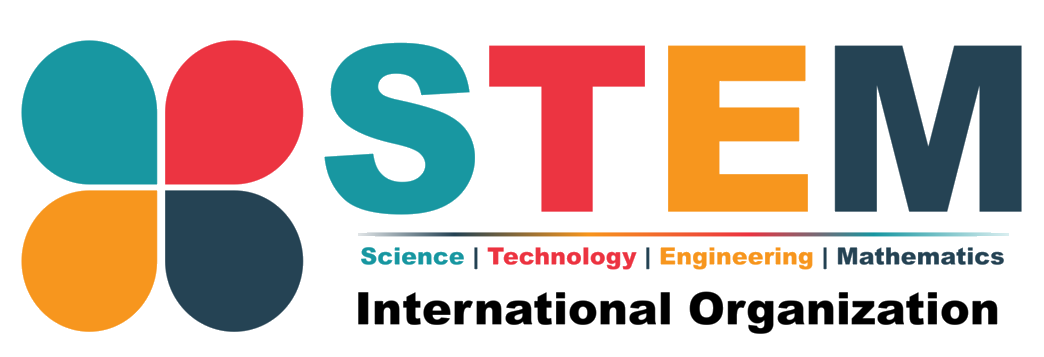 STEM
Science | Technology | Engineering | Mathematics
International Organization